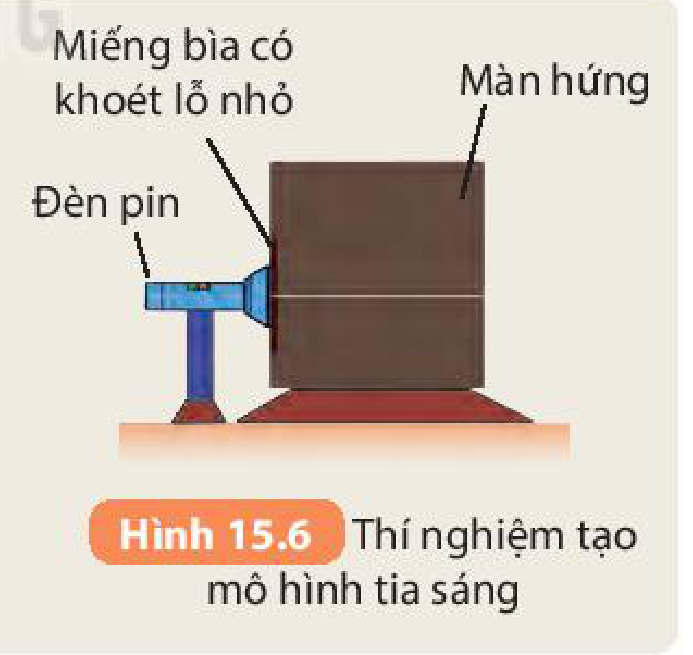 Miếng bìa có
khoét lỗ nhỏ
Màn hứng
Đèn pin
Hình 15.6 Thí nghiệm tạo
mô hình tia sáng